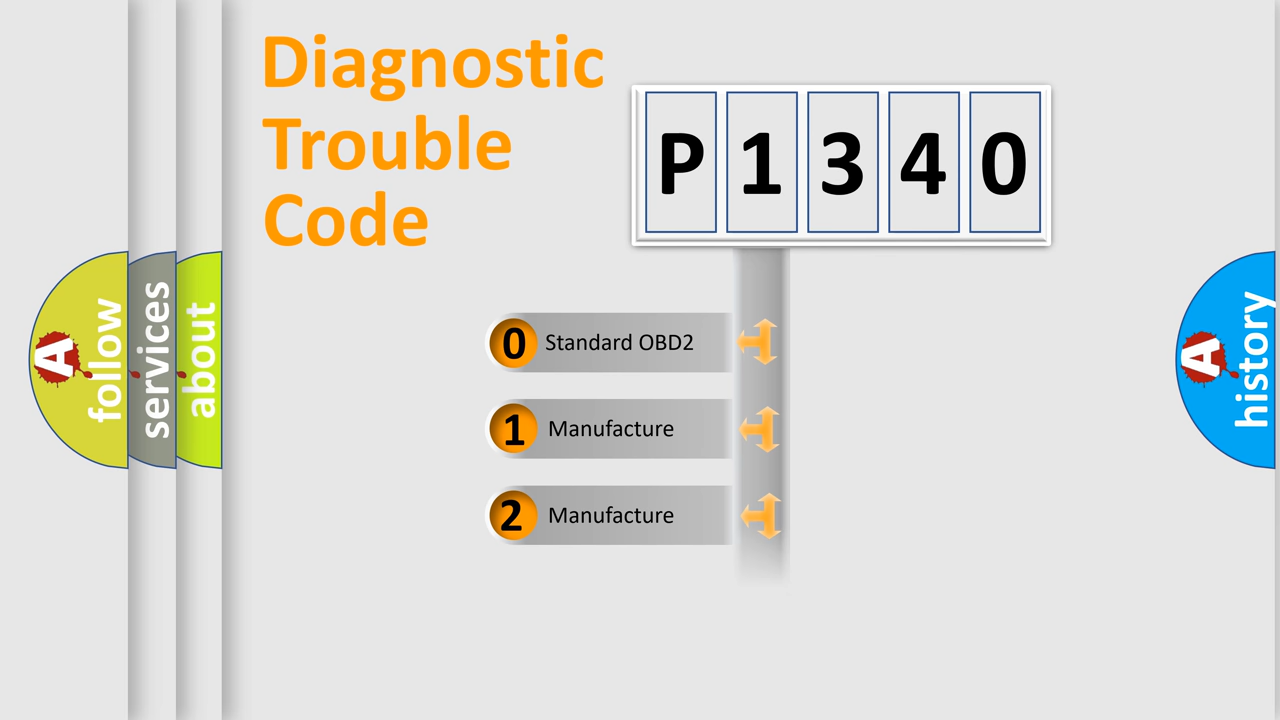 Diagnostic
Trouble
Code
P 1 3 4 0
0 Standard OBD2
1 Manufacture
2 Manufacture
A follow
services
about
A history